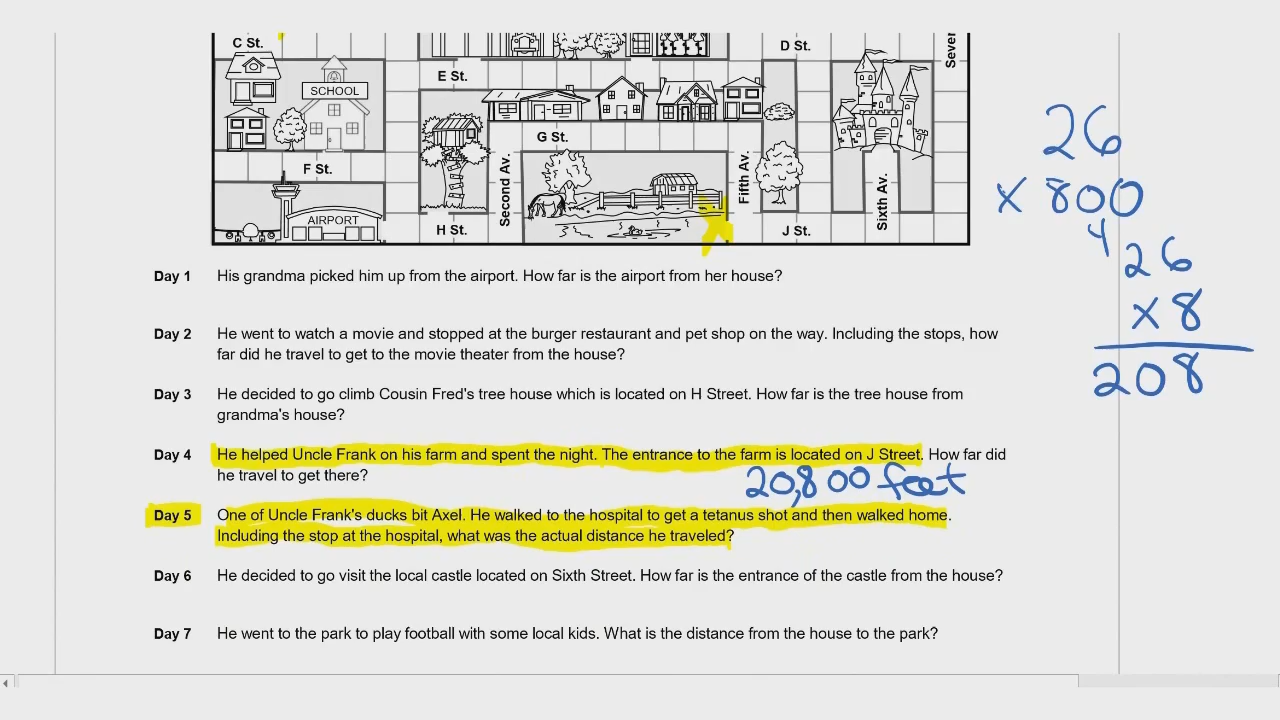 C St.
D St.
Seven
E St.
SCHOOL
G St.
F St.
Second Av.
Fifth Av.
Sixth Av.
AIRPORT
H St.
J St.
26
x 800
4
26
x 8
208
Day 1 His grandma picked him up from the airport. How far is the airport from her house?
Day 2 He went to watch a movie and stopped at the burger restaurant and pet shop on the way. Including the stops, how
far did he travel to get to the movie theater from the house?
Day 3 He decided to go climb Cousin Fred's tree house which is located on H Street. How far is the tree house from
grandma's house?
Day 4 He helped Uncle Frank on his farm and spent the night. The entrance to the farm is located on J Street. How far did
he travel to get there?
20,800 feet
Day 5 One of Uncle Frank's ducks bit Axel. He walked to the hospital to get a tetanus shot and then walked home.
Including the stop at the hospital, what was the actual distance he traveled?
Day 6 He decided to go visit the local castle located on Sixth Street. How far is the entrance of the castle from the house?
Day 7 He went to the park to play football with some local kids. What is the distance from the house to the park?